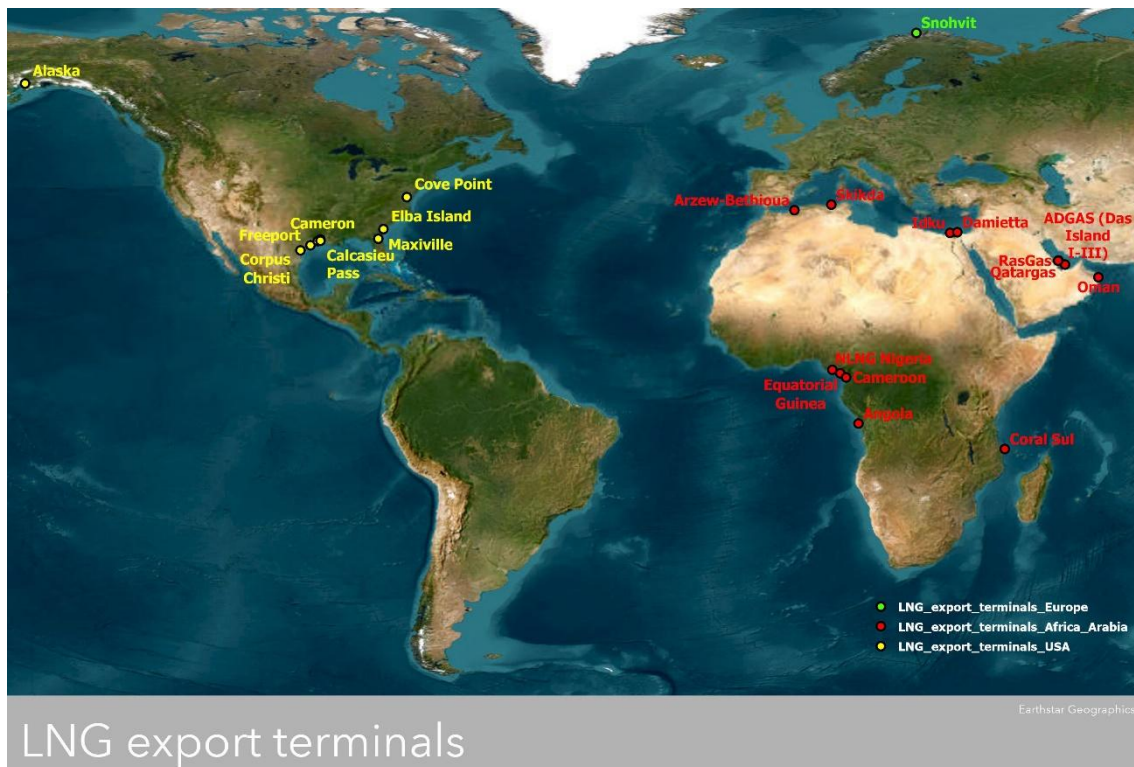 Snohvit
Alaska
Cove Point
Elba Island
Cameron
Freeport
Maxiville
Corpus
Christi
Calcasieu
Pass
Arzew-Bethioua
Skikda
Idku
Damietta
ADGAS (Das
Island
I-III)
RasGas
Qatargas
Oman
NLNG Nigeria
Cameroon
Equatorial
Guinea
Angola
Coral Sul
LNG_export_terminals_Europe
LNG_export_terminals_Africa_Arabia
LNG_export_terminals_USA
Earthstar Geographics
LNG export terminals